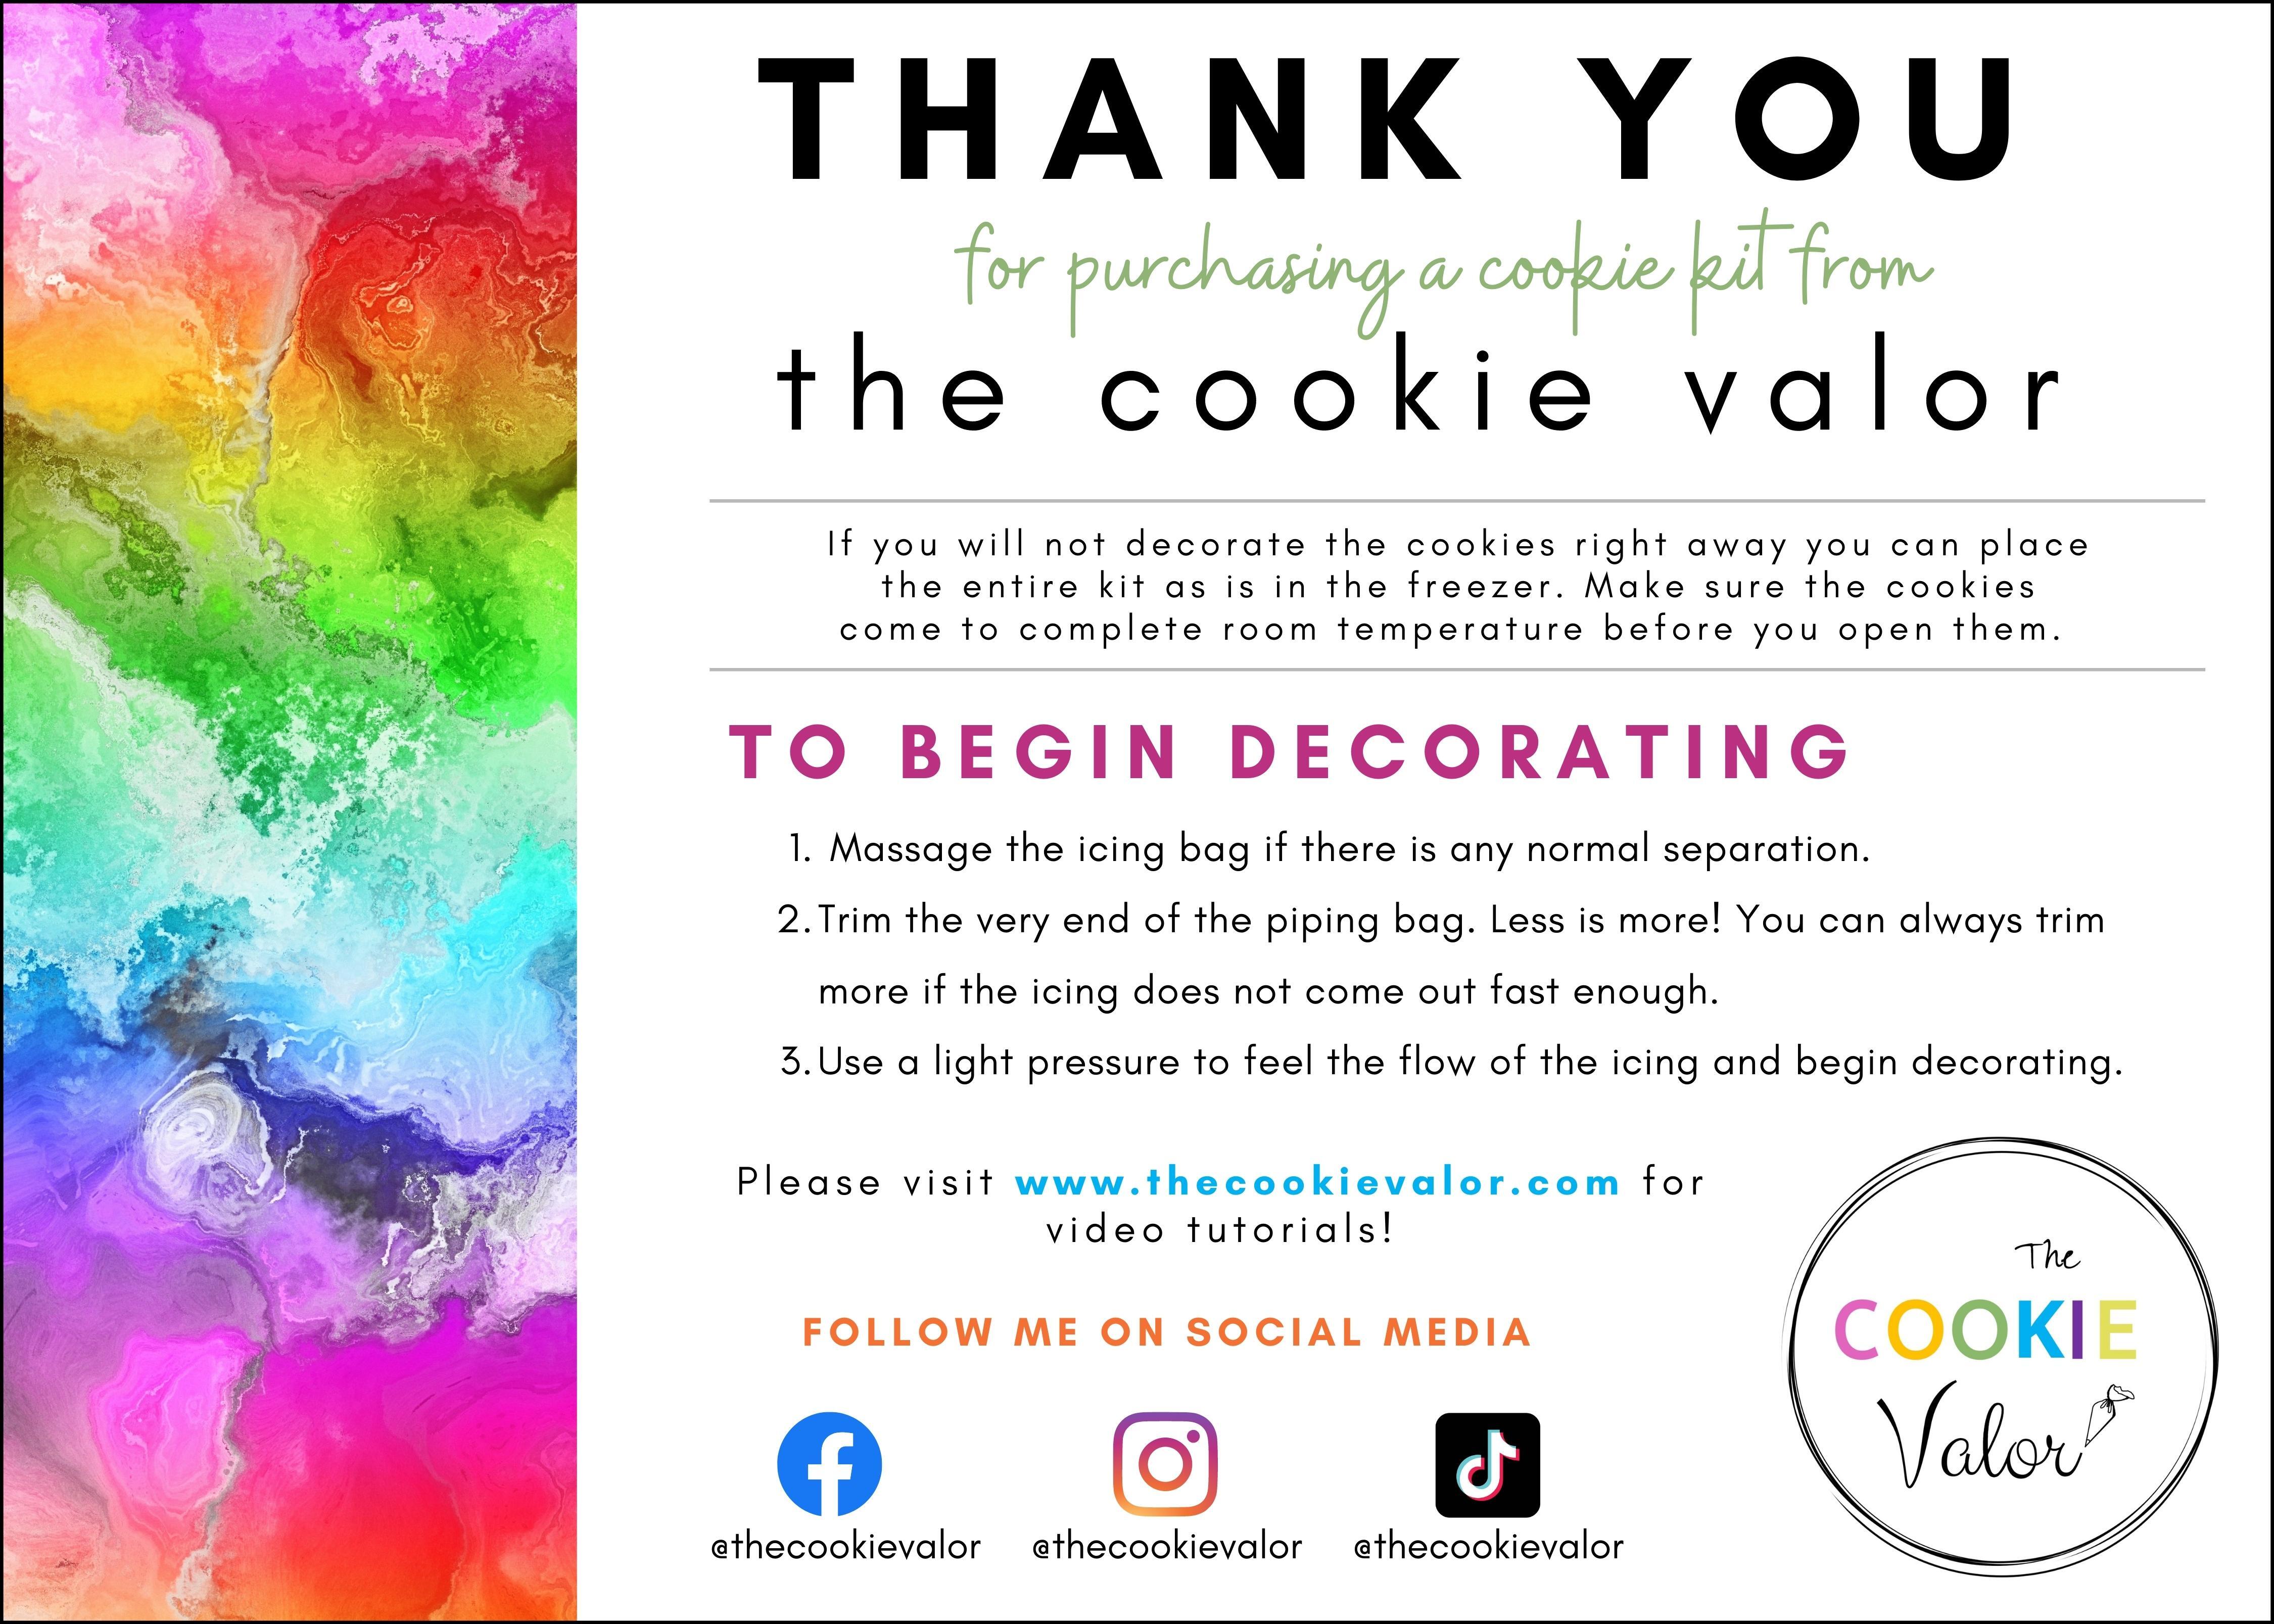 THANK YOU
for purchasing a cookie kit from
the cookie valor
If you will not decorate the cookies right away you can place
the entire kit as is in the freezer. Make sure the cookies
come to complete room temperature before you open them.
TO BEGIN DECORATING
1. Massage the icing bag if there is any normal separation.
2. Trim the very end of the piping bag. Less is more! You can always trim
more if the icing does not come out fast enough.
3. Use a light pressure to feel the flow of the icing and begin decorating.
Please visit www.thecookievalor.com for
video tutorials!
FOLLOW ME ON SOCIAL MEDIA
@thecookievalor @thecookievalor @thecookievalor
The
COOKIE
Valor